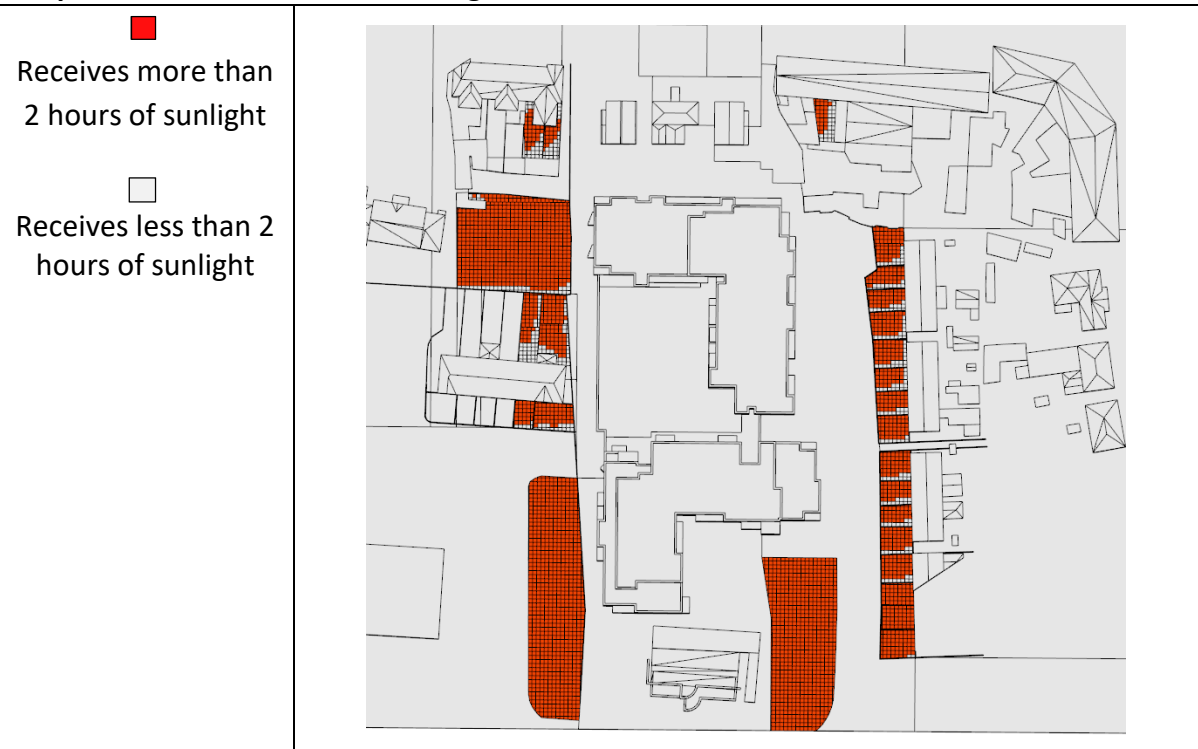 Receives more than
2 hours of sunlight
Receives less than 2
hours of sunlight